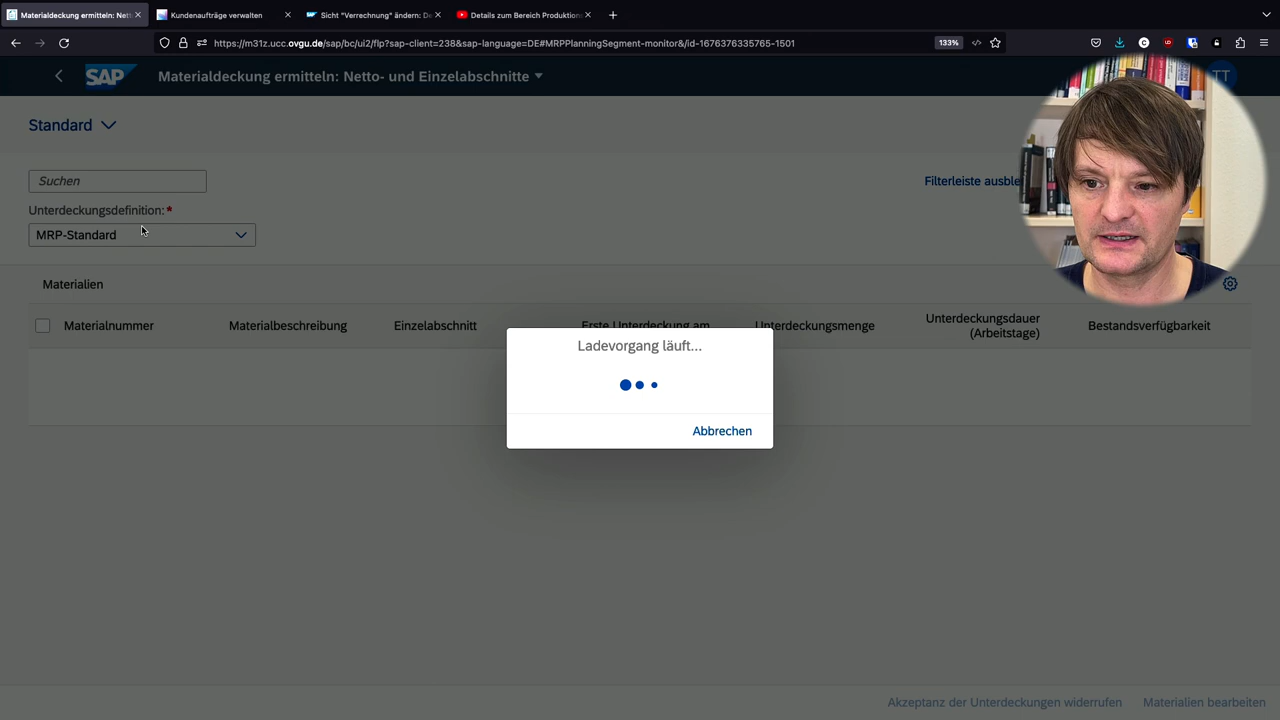 Materialdeckung ermitteln: Nett
Kundenaufträge verwalten
Sicht "Verrechnung" ändern: De
Details zum Bereich Produktions
https://m31z.ucc.ovgu.de/sap/bc/ui2/flp?sap-client=238&sap-language=DE#MRPPlanningSegment-monitor&/id-1676376335765-1501
133%
SAP
Materialdeckung ermitteln: Netto- und Einzelabschnitte
TT
Standard
Suchen
Filterleiste ausble
Unterdeckungsdefinition:*
MRP-Standard
Materialien
Materialnummer
Materialbeschreibung
Einzelabschnitt
Erste Unterdeckung am
Unterdeckungsmenge
Unterdeckungsdauer
(Arbeitstage)
Bestandsverfügbarkeit
Ladevorgang läuft...
Abbrechen
Akzeptanz der Unterdeckungen widerrufen
Materialien bearbeiten